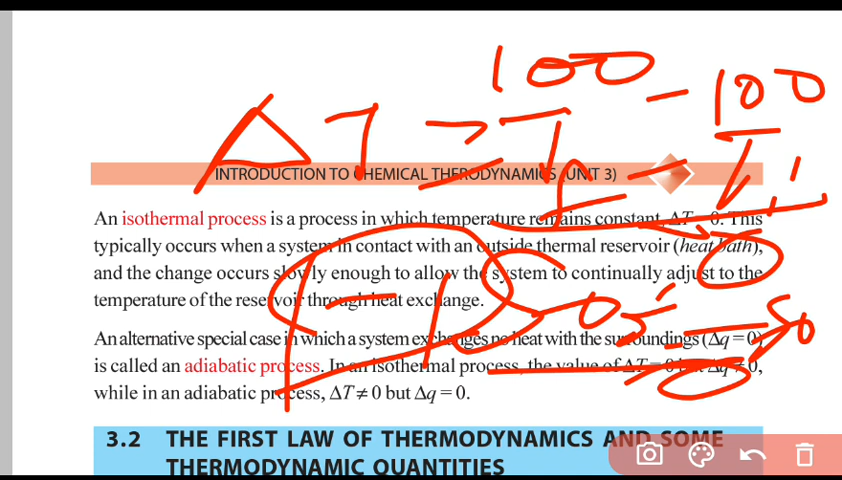 100 - 100
ΔT =
INTRODUCTION TO CHEMICAL THERODYNAMICS (UNIT 3)
An isothermal process is a process in which temperature remains constant, ΔT = 0. This
typically occurs when a system in contact with an outside thermal reservoir (heat bath),
and the change occurs slowly enough to allow the system to continually adjust to the
temperature of the reservoir through heat exchange.
An alternative special case in which a system exchanges no heat with the surroundings (Δq = 0)
is called an adiabatic process. In an isothermal process, the value of ΔT = 0 but Δq ≠ 0,
while in an adiabatic process, ΔT ≠ 0 but Δq = 0.
3.2 THE FIRST LAW OF THERMODYNAMICS AND SOME
THERMODYNAMIC QUANTITIES